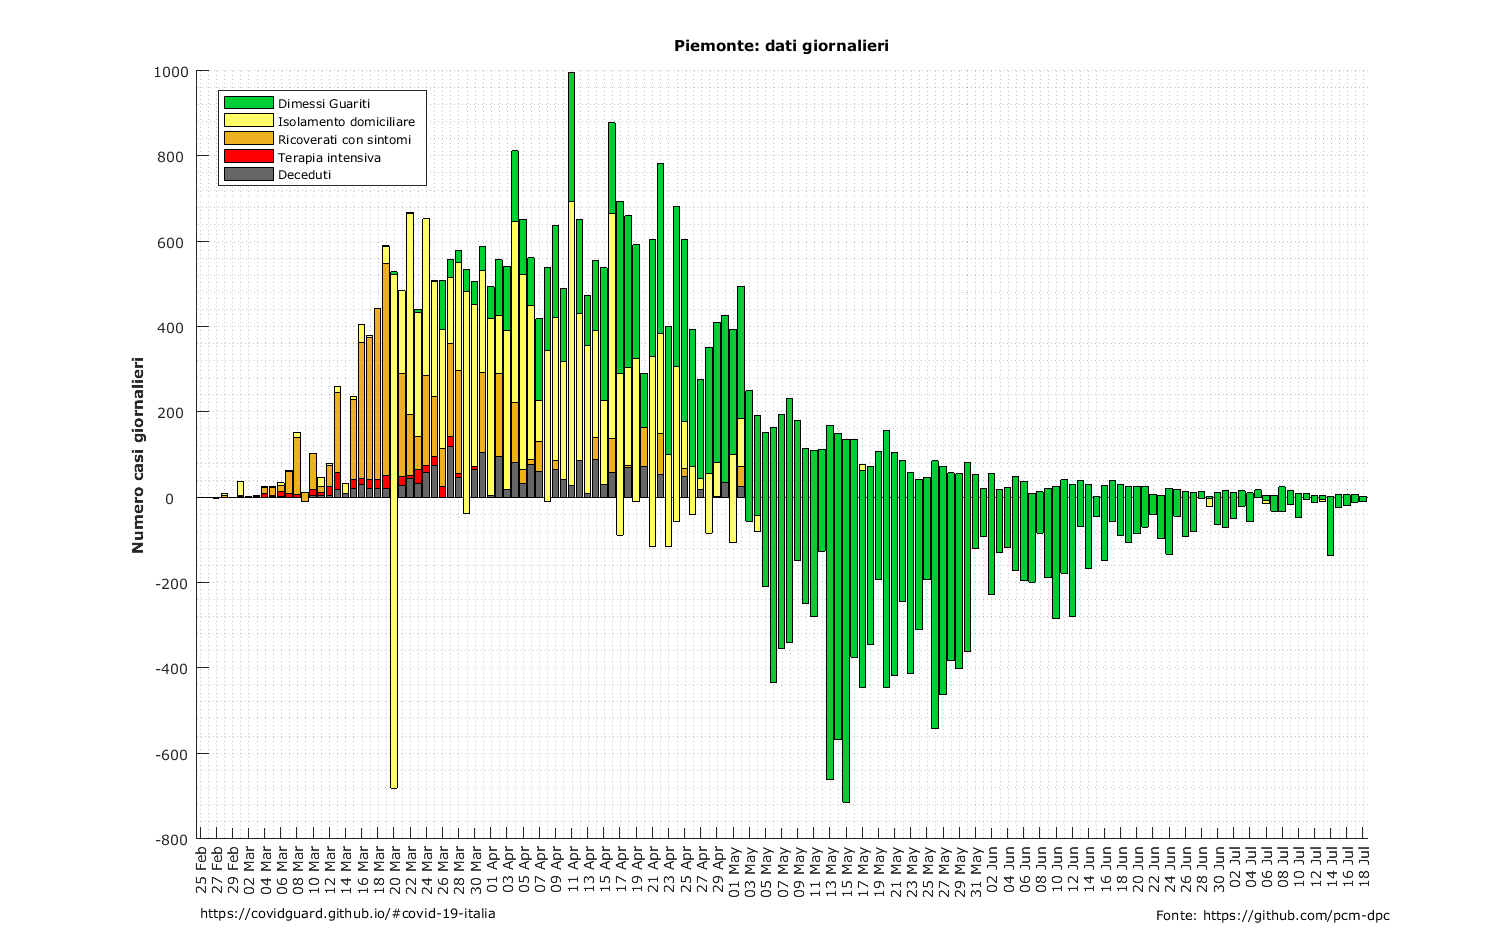 Piemonte: dati giornalieri
Dimessi Guariti
Isolamento domiciliare
Ricoverati con sintomi
Terapia intensiva
Deceduti
Numero casi giornalieri
1000
800
600
400
200
0
-200
-400
-600
-800
25 Feb
27 Feb
29 Feb
02 Mar
04 Mar
06 Mar
08 Mar
10 Mar
12 Mar
14 Mar
16 Mar
18 Mar
20 Mar
22 Mar
24 Mar
26 Mar
28 Mar
30 Mar
01 Apr
03 Apr
05 Apr
07 Apr
09 Apr
11 Apr
13 Apr
15 Apr
17 Apr
19 Apr
21 Apr
23 Apr
25 Apr
27 Apr
29 Apr
01 May
03 May
05 May
07 May
09 May
11 May
13 May
15 May
17 May
19 May
21 May
23 May
25 May
27 May
29 May
31 May
02 Jun
04 Jun
06 Jun
08 Jun
10 Jun
12 Jun
14 Jun
16 Jun
18 Jun
20 Jun
22 Jun
24 Jun
26 Jun
28 Jun
30 Jun
02 Jul
04 Jul
06 Jul
08 Jul
10 Jul
12 Jul
14 Jul
16 Jul
18 Jul
https://covidguard.github.io/#covid-19-italia
Fonte: https://github.com/pcm-dpc